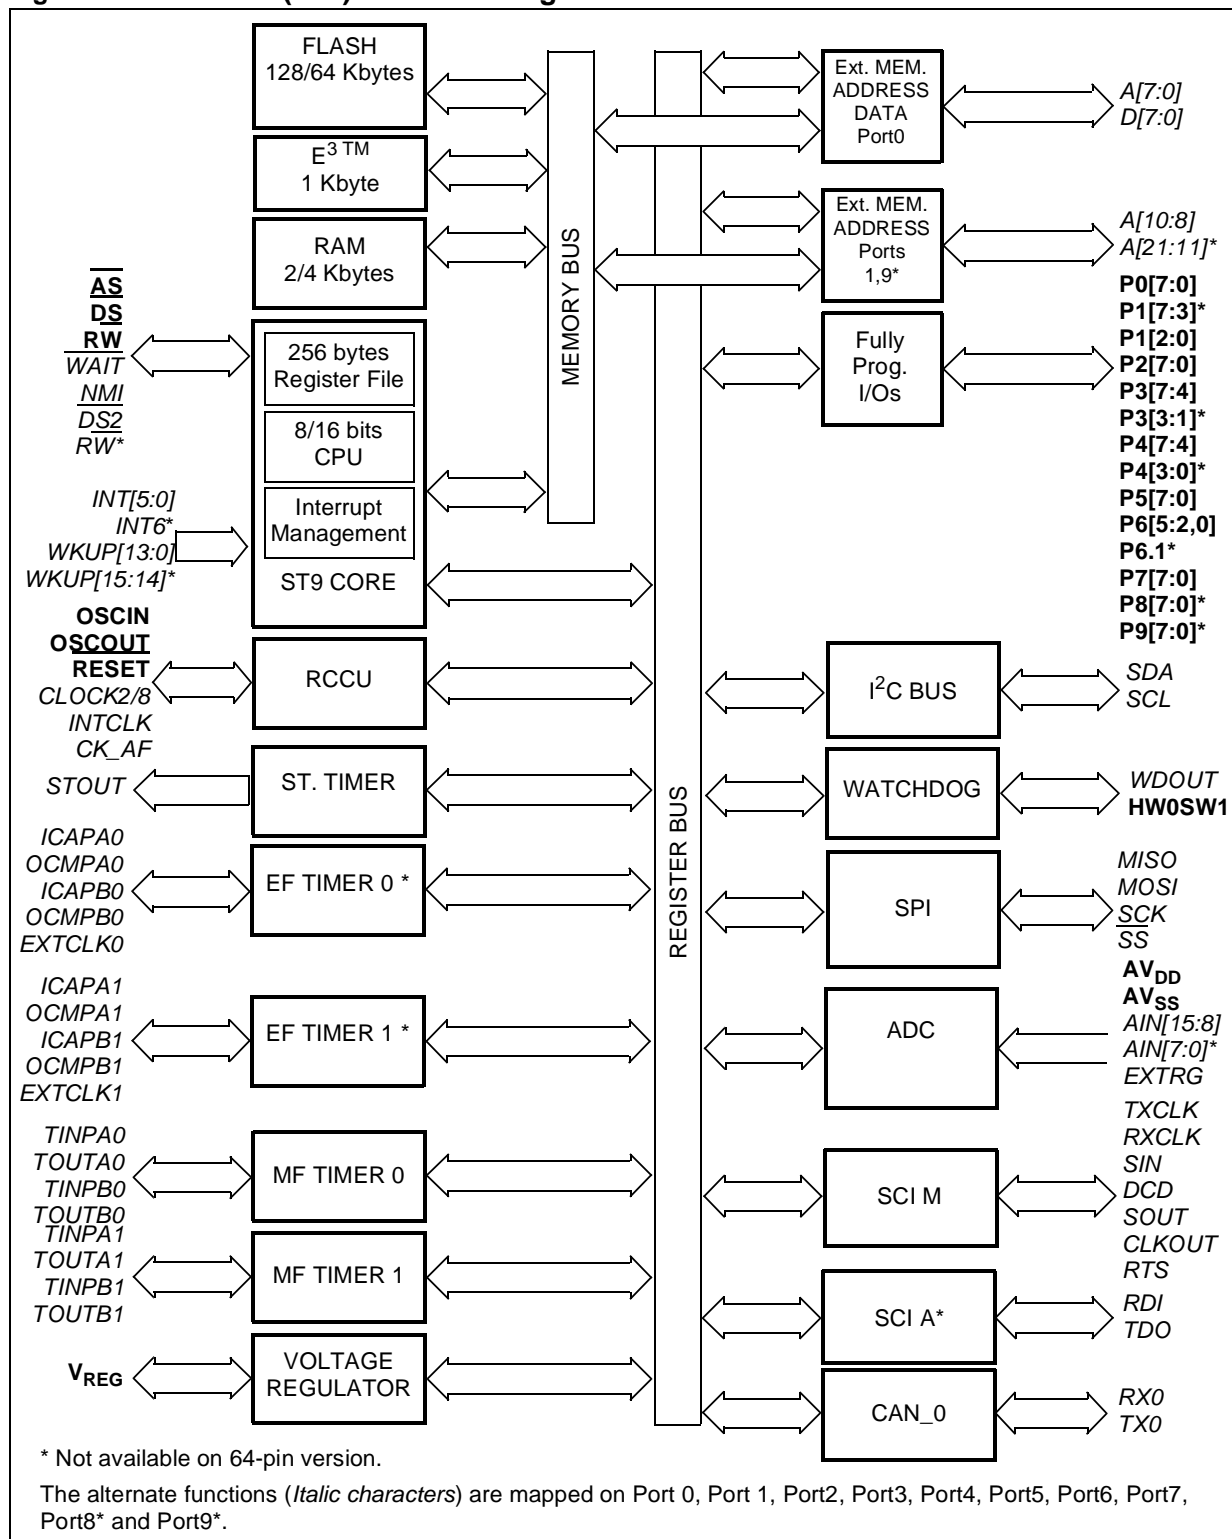 FLASH
128/64 Kbytes
E3 TM
1 Kbyte
RAM
2/4 Kbytes
AS
DS
RW
WAIT
NMI
DS2
RW*
256 bytes
Register File
8/16 bits
CPU
Interrupt
Management
ST9 CORE
INT[5:0]
INT6*
WKUP[13:0]
WKUP[15:14]*
OSCIN
OSCOUT
RESET
CLOCK2/8
INTCLK
CK_AF
RCCU
STOUT
ST. TIMER
ICAPA0
OCMPA0
ICAPB0
OCMPB0
EXTCLK0
EF TIMER 0 *
ICAPA1
OCMPA1
ICAPB1
OCMPB1
EXTCLK1
EF TIMER 1 *
TINPA0
TOUTA0
TINPB0
TOUTB0
MF TIMER 0
TINPA1
TOUTA1
TINPB1
TOUTB1
MF TIMER 1
VREG
VOLTAGE
REGULATOR
MEMORY BUS
REGISTER BUS
Ext. MEM.
ADDRESS
DATA
Port0
A[7:0]
D[7:0]
Ext. MEM.
ADDRESS
Ports
1,9*
A[10:8]
A[21:11]*
Fully
Prog.
I/Os
P0[7:0]
P1[7:3]*
P1[2:0]
P2[7:0]
P3[7:4]
P3[3:1]*
P4[7:4]
P4[3:0]*
P5[7:0]
P6[5:2,0]
P6.1*
P7[7:0]
P8[7:0]*
P9[7:0]*
I2C BUS
SDA
SCL
WATCHDOG
WDOUT
HW0SW1
SPI
MISO
MOSI
SCK
SS
ADC
AVDD
AVSS
AIN[15:8]
AIN[7:0]*
EXTRG
SCI M
TXCLK
RXCLK
SIN
DCD
SOUT
CLKOUT
RTS
SCI A*
RDI
TDO
CAN_0
RX0
TX0
* Not available on 64-pin version.
The alternate functions (Italic characters) are mapped on Port 0, Port 1, Port2, Port3, Port4, Port5, Port6, Port7,
Port8* and Port9*.